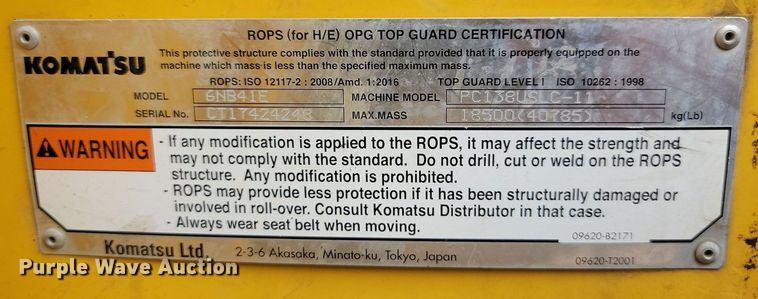 ROPS (for H/E) OPG TOP GUARD CERTIFICATION
KOMATSU
This protective structure complies with the standard provided that it is properly equipped on the
machine which mass is less than the specified maximum mass.
ROPS: ISO 12117-2 : 2008/Amd. 1:2016 TOP GUARD LEVEL I ISO 10262 : 1998
MODEL 6NB41E MACHINE MODEL PC138USLC-11
SERIAL No. CT17424248 MAX.MASS 18500(40785) kg(Lb)
WARNING
- If any modification is applied to the ROPS, it may affect the strength and
may not comply with the standard. Do not drill, cut or weld on the ROPS
structure. Any modification is prohibited.
- ROPS may provide less protection if it has been structurally damaged or
involved in roll-over. Consult Komatsu Distributor in that case.
- Always wear seat belt when moving.
09620-B2171
Komatsu Ltd. 2-3-6 Akasaka, Minato-ku, Tokyo, Japan
09620-T2001
Purple Wave Auction